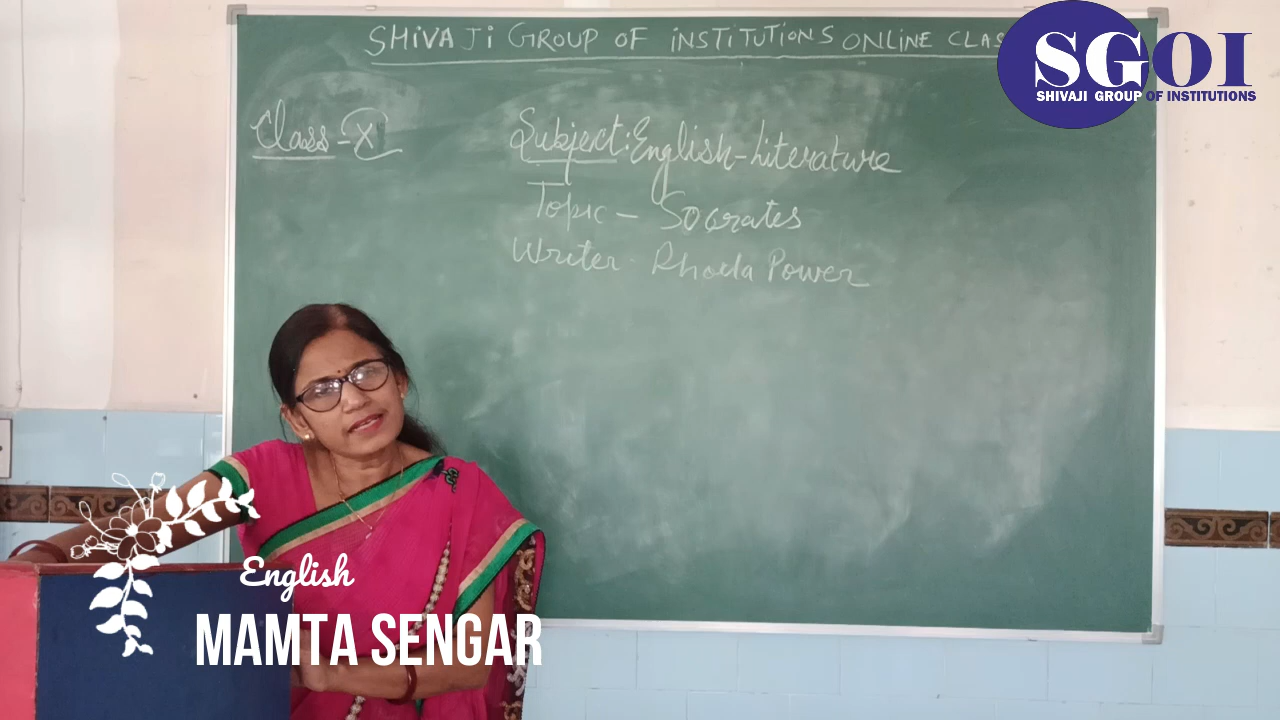 SHIVAJI GROUP OF INSTITUTIONS ONLINE CLAS
SGOI
SHIVAJI GROUP OF INSTITUTIONS
Class - X
Subject: English-Literature
Topic - Socrates
Writer - Rhoda Power
English
MAMTA SENGAR